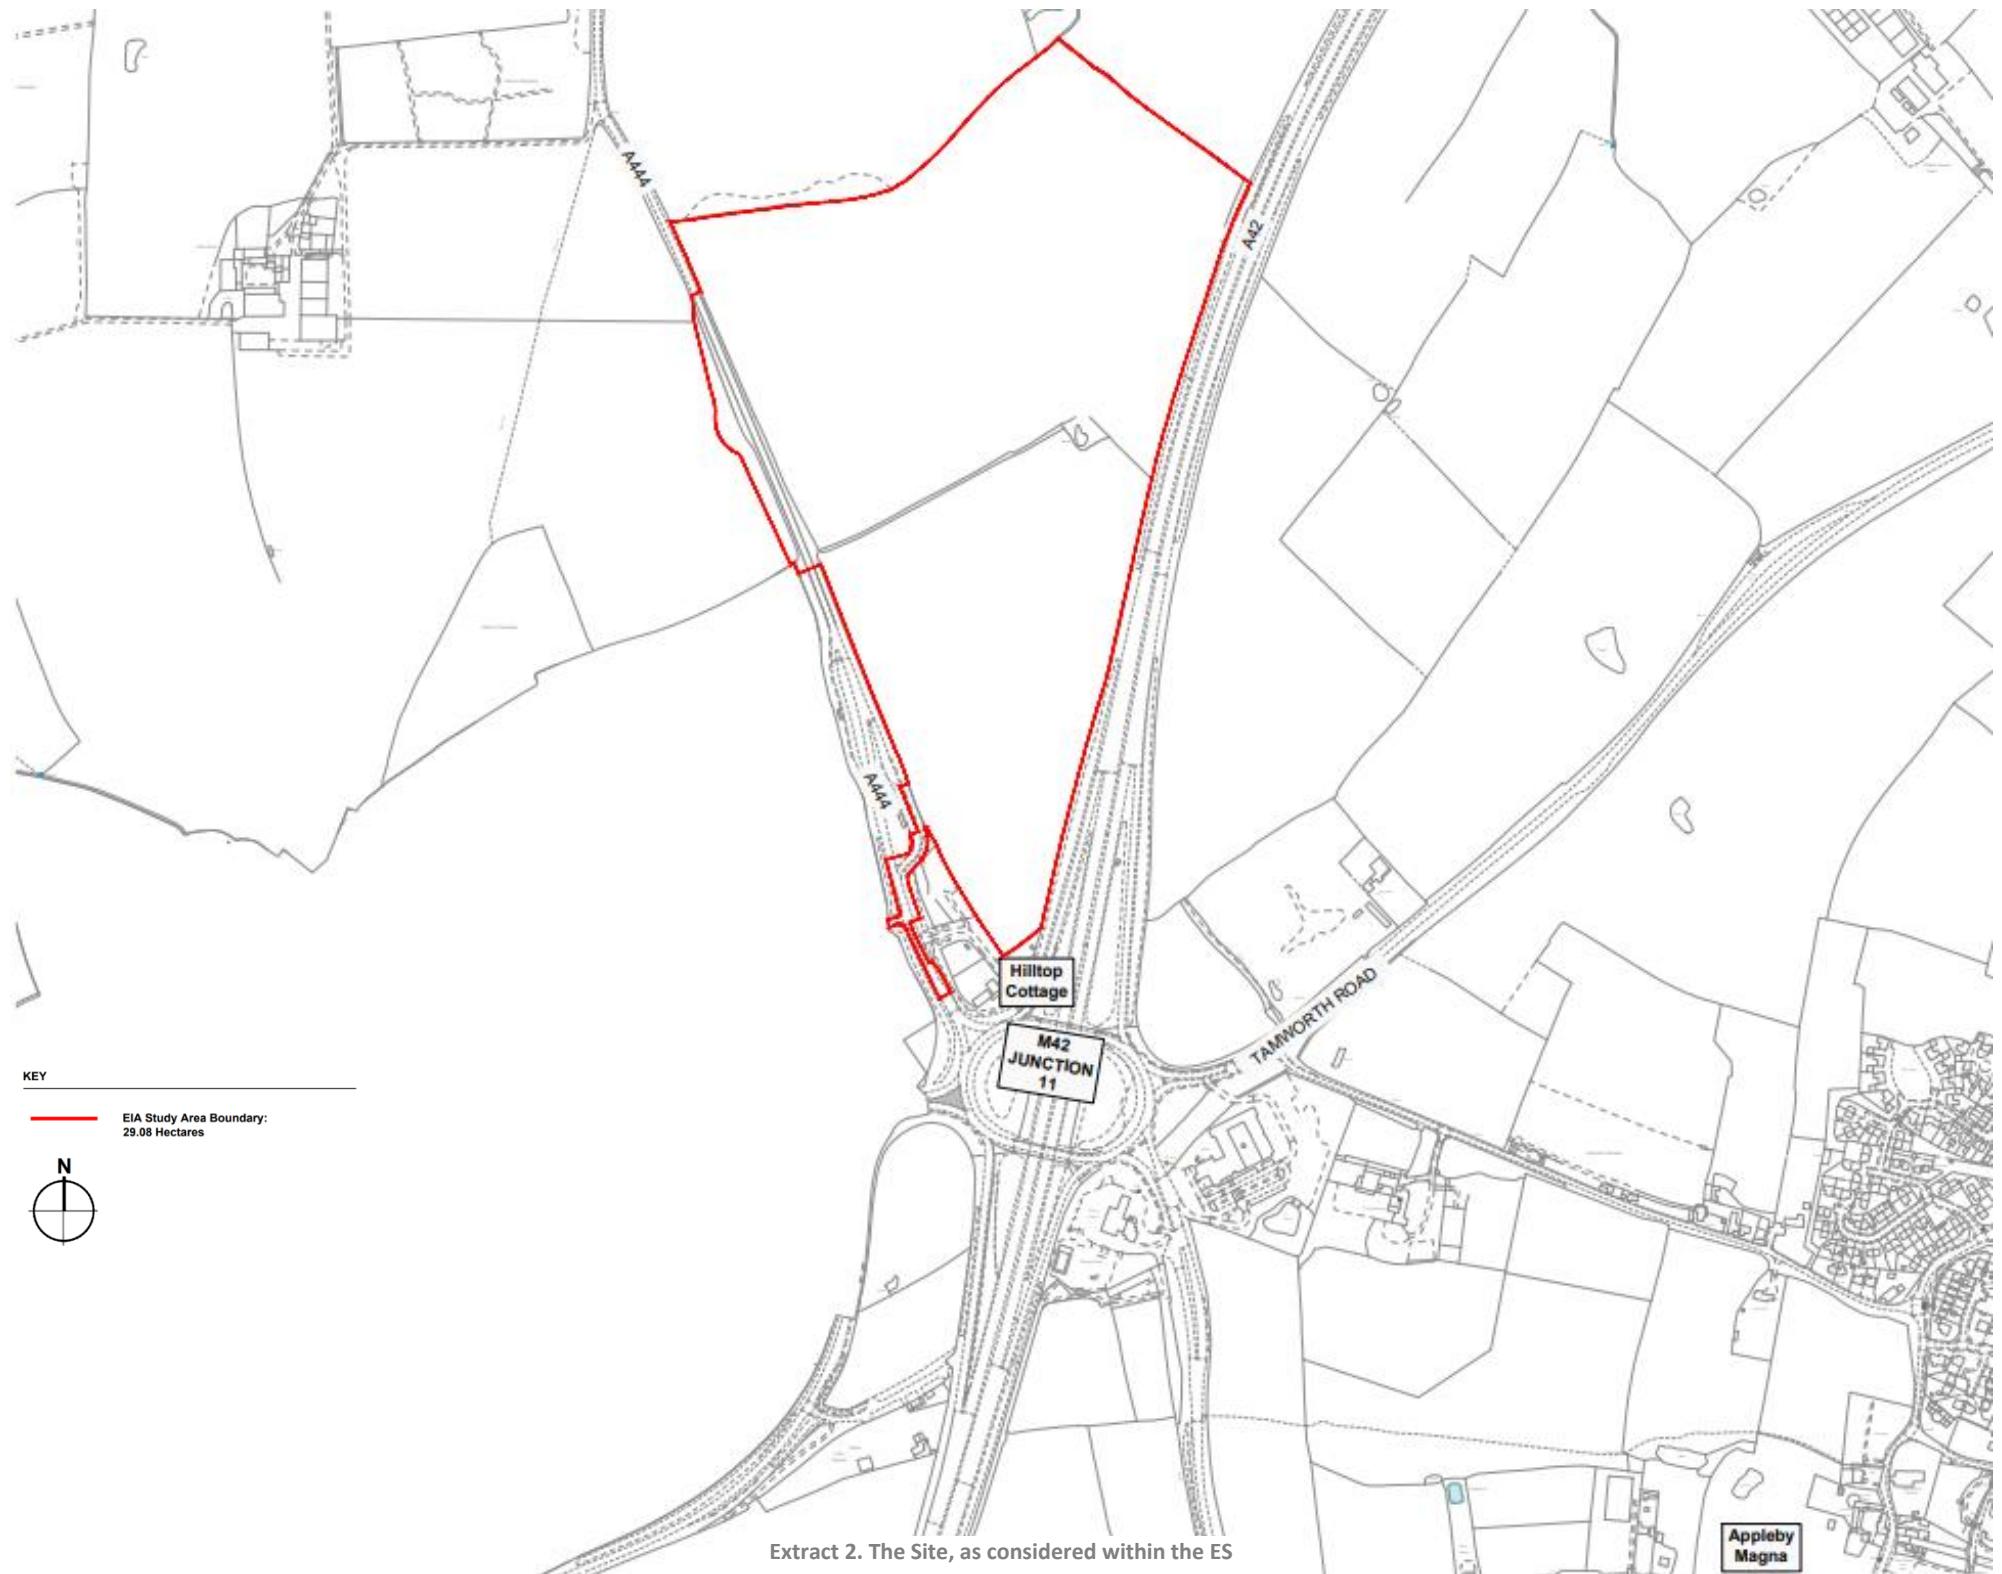 A444
A42
A444
Hilltop
Cottage
M42
JUNCTION
11
TAMWORTH ROAD
KEY
EIA Study Area Boundary:
29.08 Hectares
N
Appleby
Magna
Extract 2. The Site, as considered within the ES